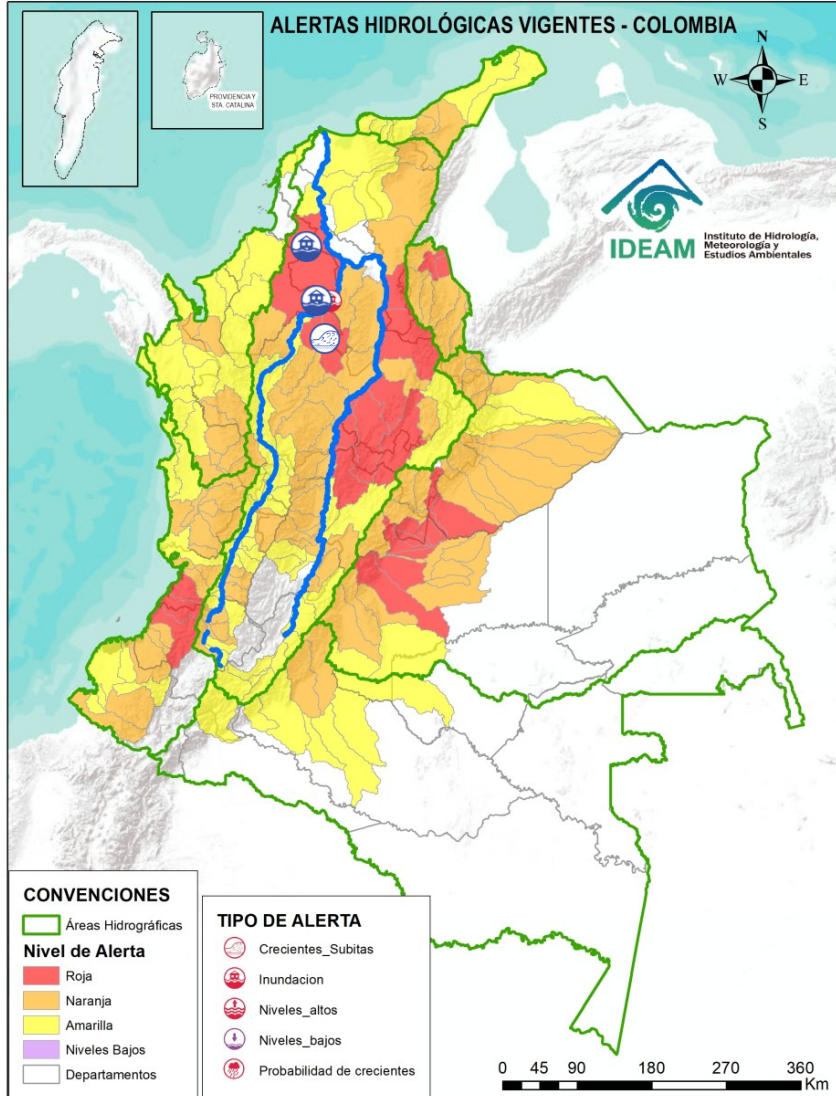 ALERTAS HIDROLÓGICAS VIGENTES - COLOMBIA
PROVIDENCIA Y
STA. CATALINA
N
W
E
S
IDEAM
Instituto de Hidrología,
Meteorología y
Estudios Ambientales
CONVENCIONES
Áreas Hidrográficas
Nivel de Alerta
Roja
Naranja
Amarilla
Niveles Bajos
Departamentos
TIPO DE ALERTA
Crecientes_Subitas
Inundacion
Niveles_altos
Niveles_bajos
Probabilidad de crecientes
0 45 90 180 270 360
Km